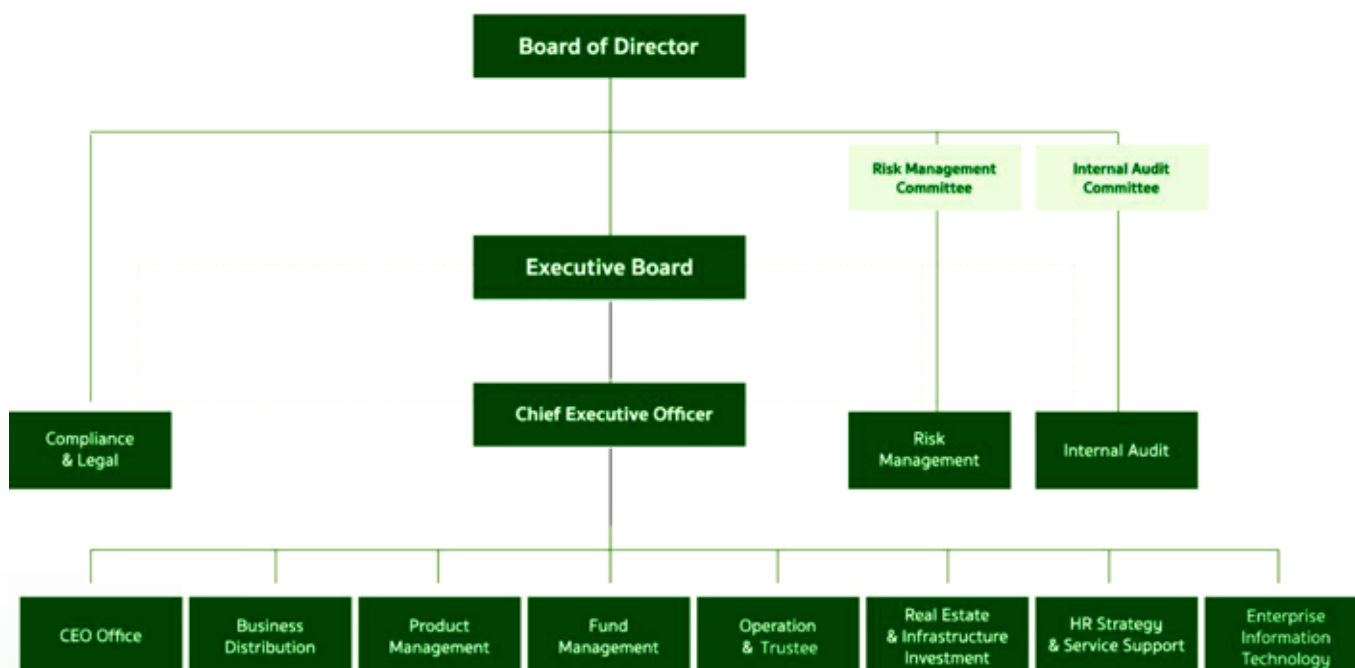 Board of Director
Risk Management
Committee
Internal Audit
Committee
Executive Board
Chief Executive Officer
Compliance
& Legal
Risk
Management
Internal Audit
CEO Office
Business
Distribution
Product
Management
Fund
Management
Operation
& Trustee
Real Estate
& Infrastructure
Investment
HR Strategy
& Service Support
Enterprise
Information
Technology